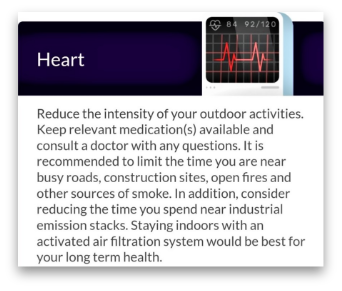 84 92/120
Heart
Reduce the intensity of your outdoor activities.
Keep relevant medication(s) available and
consult a doctor with any questions. It is
recommended to limit the time you are near
busy roads, construction sites, open fires and
other sources of smoke. In addition, consider
reducing the time you spend near industrial
emission stacks. Staying indoors with an
activated air filtration system would be best for
your long term health.